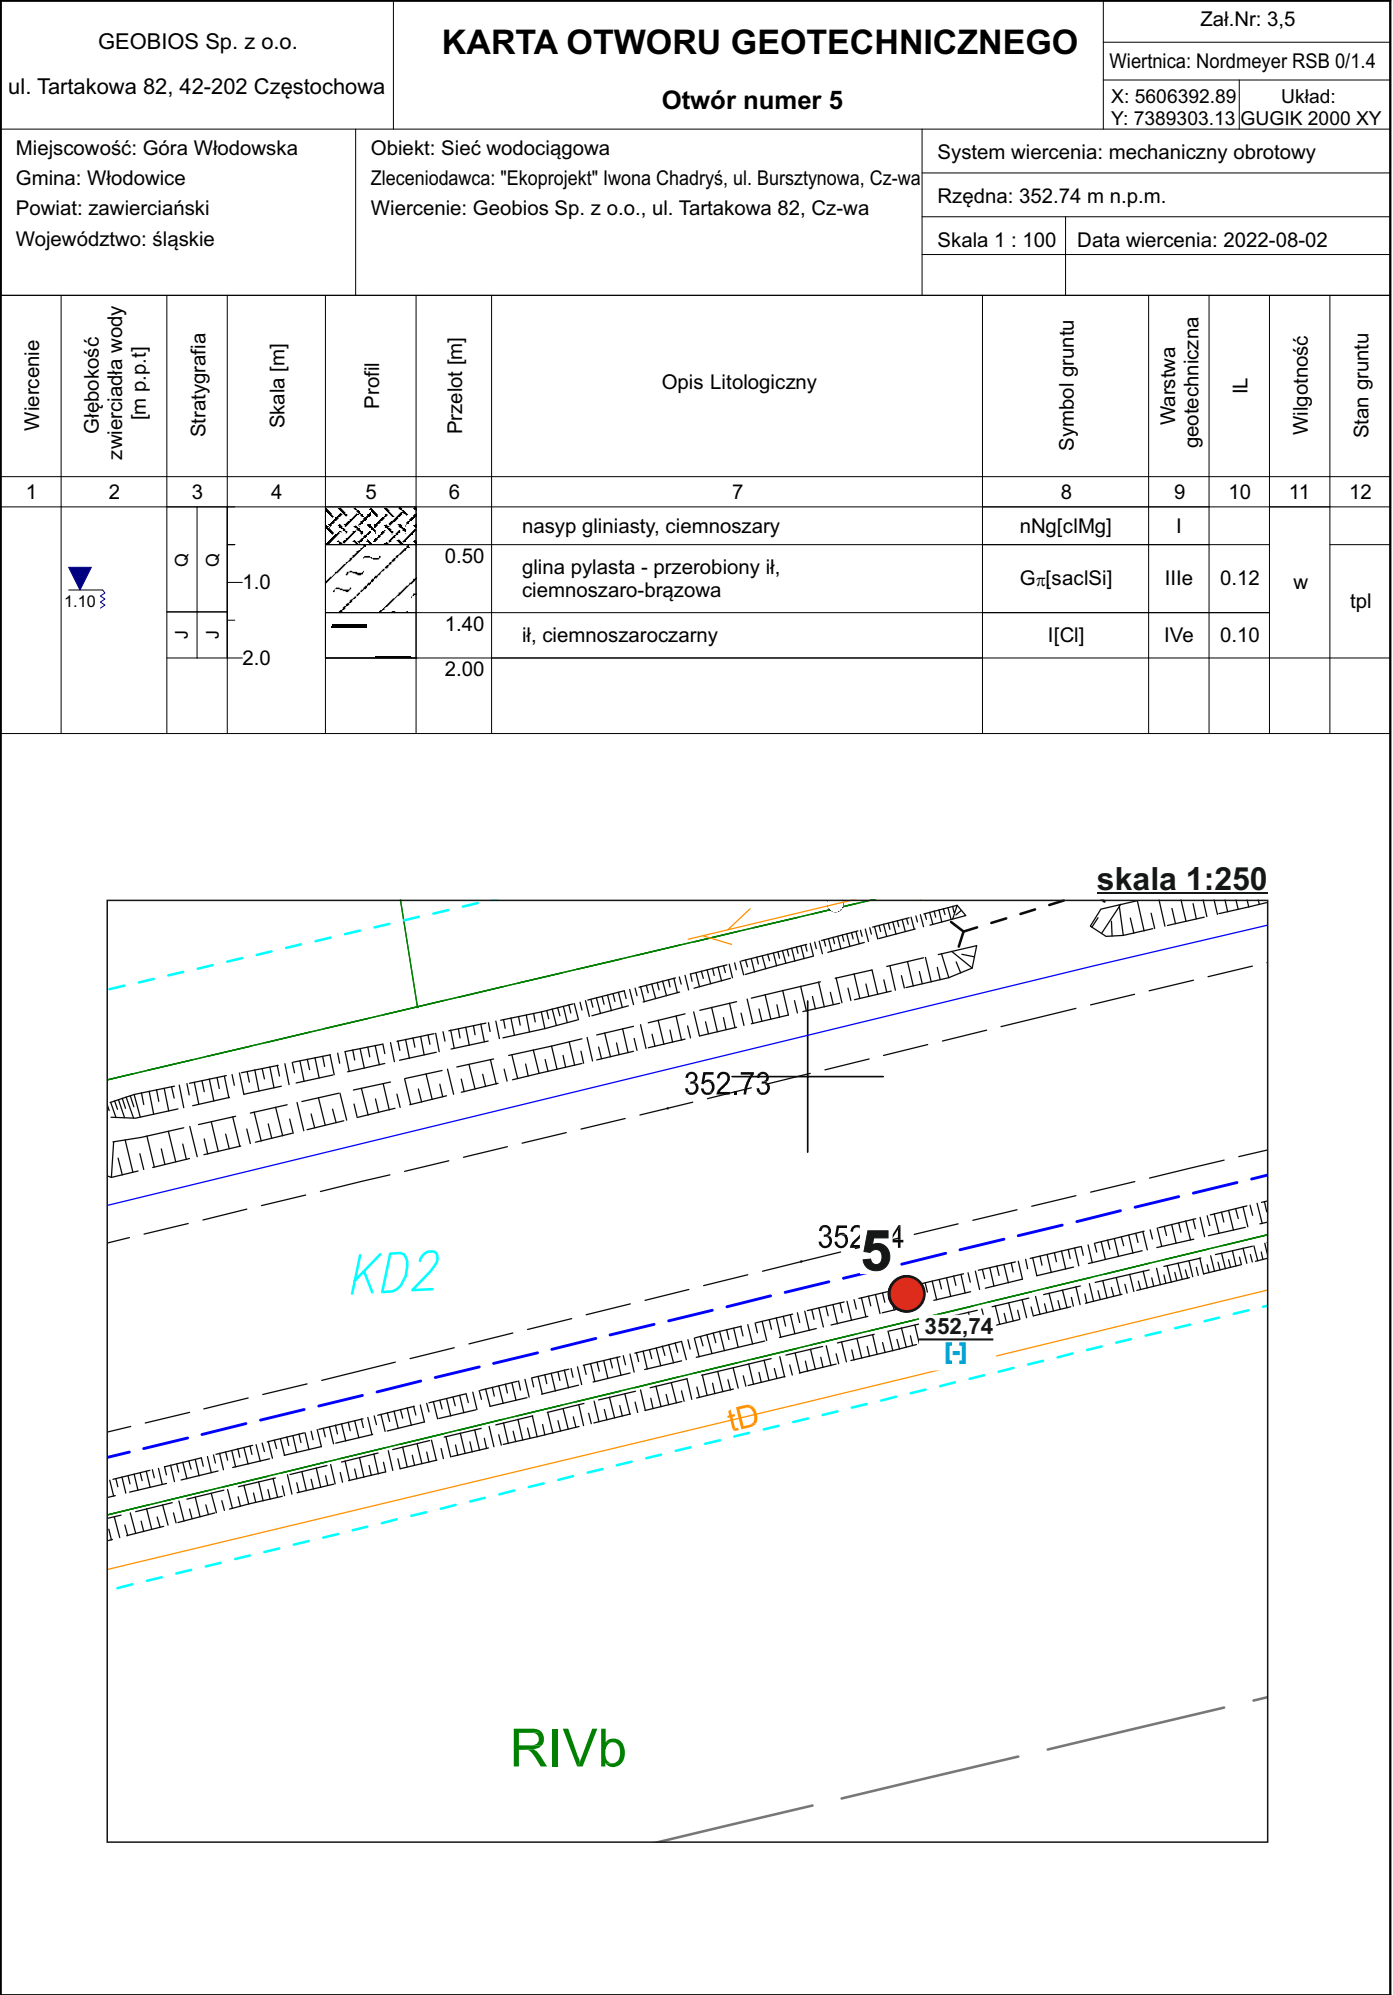 GEOBIOS Sp. z o.o.
ul. Tartakowa 82, 42-202 Częstochowa
KARTA OTWORU GEOTECHNICZNEGO
Otwór numer 5
Zał.Nr: 3,5
Wiertnica: Nordmeyer RSB 0/1.4
X: 5606392.89
Y: 7389303.13
Układ:
GUGIK 2000 XY
Miejscowość: Góra Włodowska
Gmina: Włodowice
Powiat: zawierciański
Województwo: śląskie
Obiekt: Sieć wodociągowa
Zleceniodawca: "Ekoprojekt" Iwona Chadryś, ul. Bursztynowa, Cz-wa
Wiercenie: Geobios Sp. z o.o., ul. Tartakowa 82, Cz-wa
System wiercenia: mechaniczny obrotowy
Rzędna: 352.74 m n.p.m.
Skala 1 : 100
Data wiercenia: 2022-08-02
Wiercenie
Głębokość
zwierciadła wody
[m p.p.t]
Stratygrafia
Skala [m]
Profil
Przelot [m]
Opis Litologiczny
Symbol gruntu
Warstwa
geotechniczna
IL
Wilgotność
Stan gruntu
1 2 3 4 5 6 7 8 9 10 11 12
nasyp gliniasty, ciemnoszary nNg[clMg] I
Q Q
1.10
1.0
0.50
glina pylasta - przerobiony ił,
ciemnoszaro-brązowa
Gπ[saclSi] IIIe 0.12
w
tpl
J J
1.40
ił, ciemnoszaroczarny I[Cl] IVe 0.10
2.0
2.00
skala 1:250
352.73
5
352,74
[-]
KD2
tD
RIVb